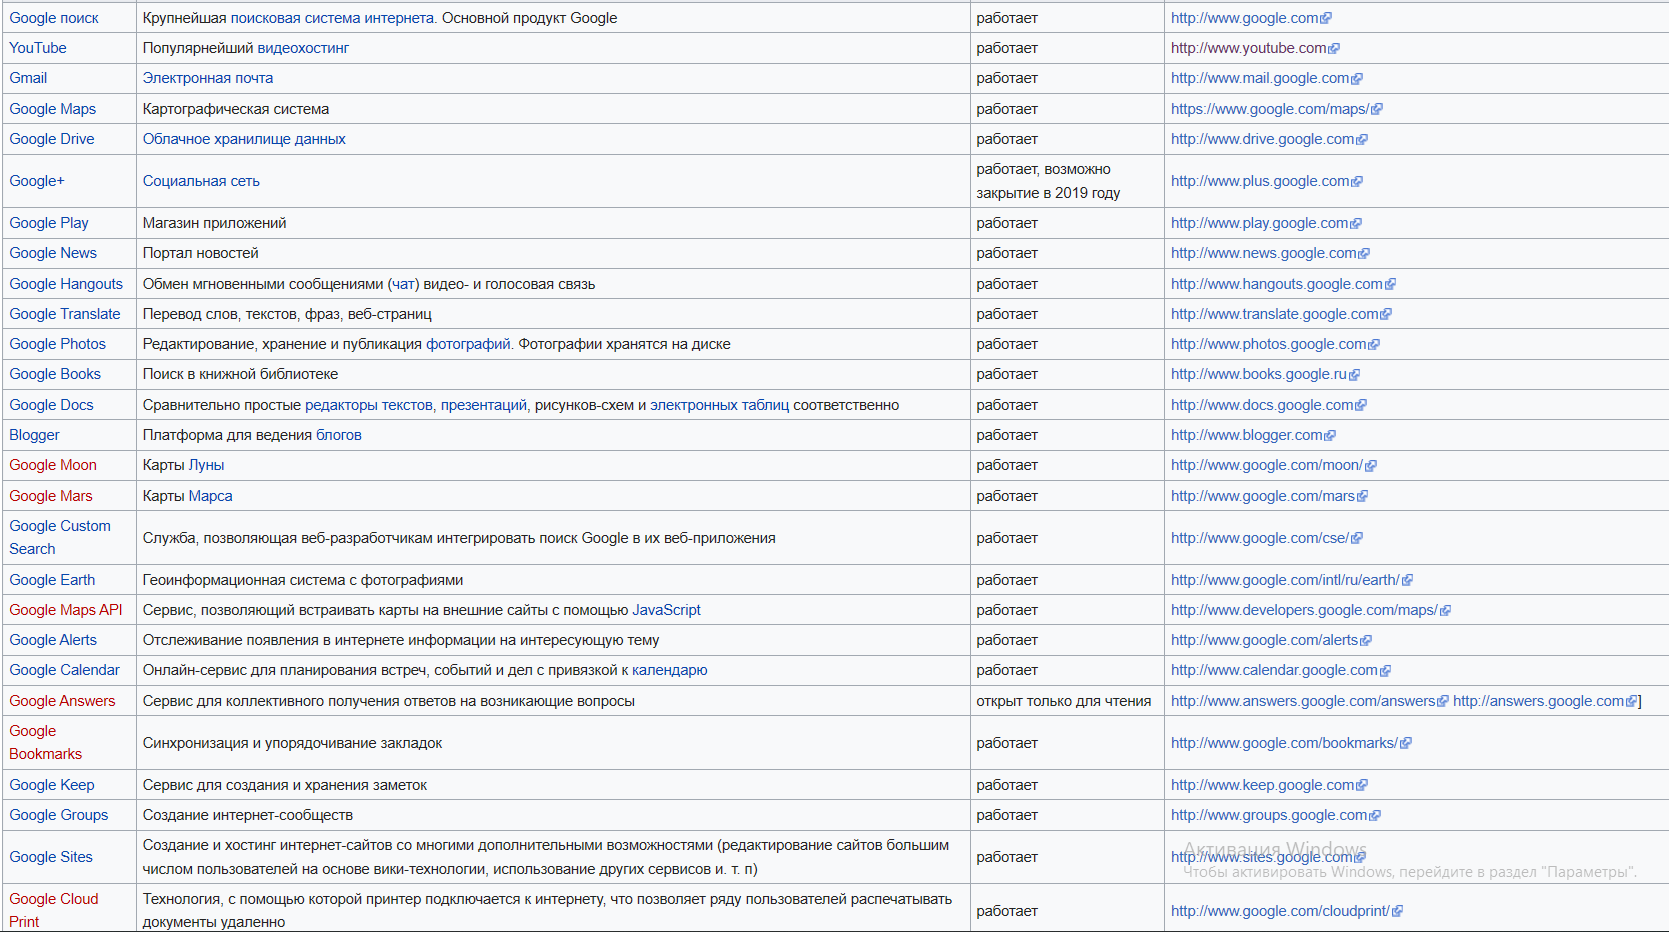 Google поиск Крупнейшая поисковая система интернета. Основной продукт Google работает http://www.google.com
YouTube Популярнейший видеохостинг работает http://www.youtube.com
Gmail Электронная почта работает http://www.mail.google.com
Google Maps Картографическая система работает https://www.google.com/maps/
Google Drive Облачное хранилище данных работает http://www.drive.google.com
Google+ Социальная сеть работает, возможно
закрытие в 2019 году http://www.plus.google.com
Google Play Магазин приложений работает http://www.play.google.com
Google News Портал новостей работает http://www.news.google.com
Google Hangouts Обмен мгновенными сообщениями (чат) видео- и голосовая связь работает http://www.hangouts.google.com
Google Translate Перевод слов, текстов, фраз, веб-страниц работает http://www.translate.google.com
Google Photos Редактирование, хранение и публикация фотографий. Фотографии хранятся на диске работает http://www.photos.google.com
Google Books Поиск в книжной библиотеке работает http://www.books.google.ru
Google Docs Сравнительно простые редакторы текстов, презентаций, рисунков-схем и электронных таблиц соответственно работает http://www.docs.google.com
Blogger Платформа для ведения блогов работает http://www.blogger.com
Google Moon Карты Луны работает http://www.google.com/moon/
Google Mars Карты Марса работает http://www.google.com/mars
Google Custom
Search Служба, позволяющая веб-разработчикам интегрировать поиск Google в их веб-приложения работает http://www.google.com/cse/
Google Earth Геоинформационная система с фотографиями работает http://www.google.com/intl/ru/earth/
Google Maps API Сервис, позволяющий встраивать карты на внешние сайты с помощью JavaScript работает http://www.developers.google.com/maps/
Google Alerts Отслеживание появления в интернете информации на интересующую тему работает http://www.google.com/alerts
Google Calendar Онлайн-сервис для планирования встреч, событий и дел с привязкой к календарю работает http://www.calendar.google.com
Google Answers Сервис для коллективного получения ответов на возникающие вопросы открыт только для чтения http://www.answers.google.com/answers http://answers.google.com]
Google
Bookmarks Синхронизация и упорядочивание закладок работает http://www.google.com/bookmarks/
Google Keep Сервис для создания и хранения заметок работает http://www.keep.google.com
Google Groups Создание интернет-сообществ работает http://www.groups.google.com
Google Sites Создание и хостинг интернет-сайтов со многими дополнительными возможностями (редактирование сайтов большим
числом пользователей на основе вики-технологии, использование других сервисов и. т. п) работает http://www.sites.google.com
Активация Windows
Чтобы активировать Windows, перейдите в раздел "Параметры".
Google Cloud
Print Технология, с помощью которой принтер подключается к интернету, что позволяет ряду пользователей распечатывать
документы удаленно работает http://www.google.com/cloudprint/